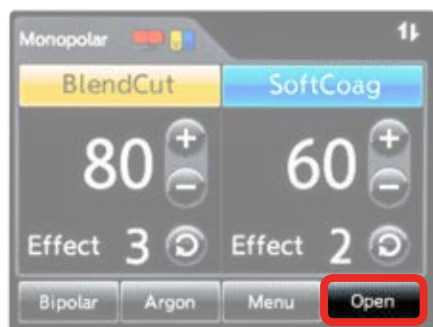 Monopolar
BlendCut SoftCoag
80 + 60 +
− −
Effect 3 Effect 2
Bipolar Argon Menu Open